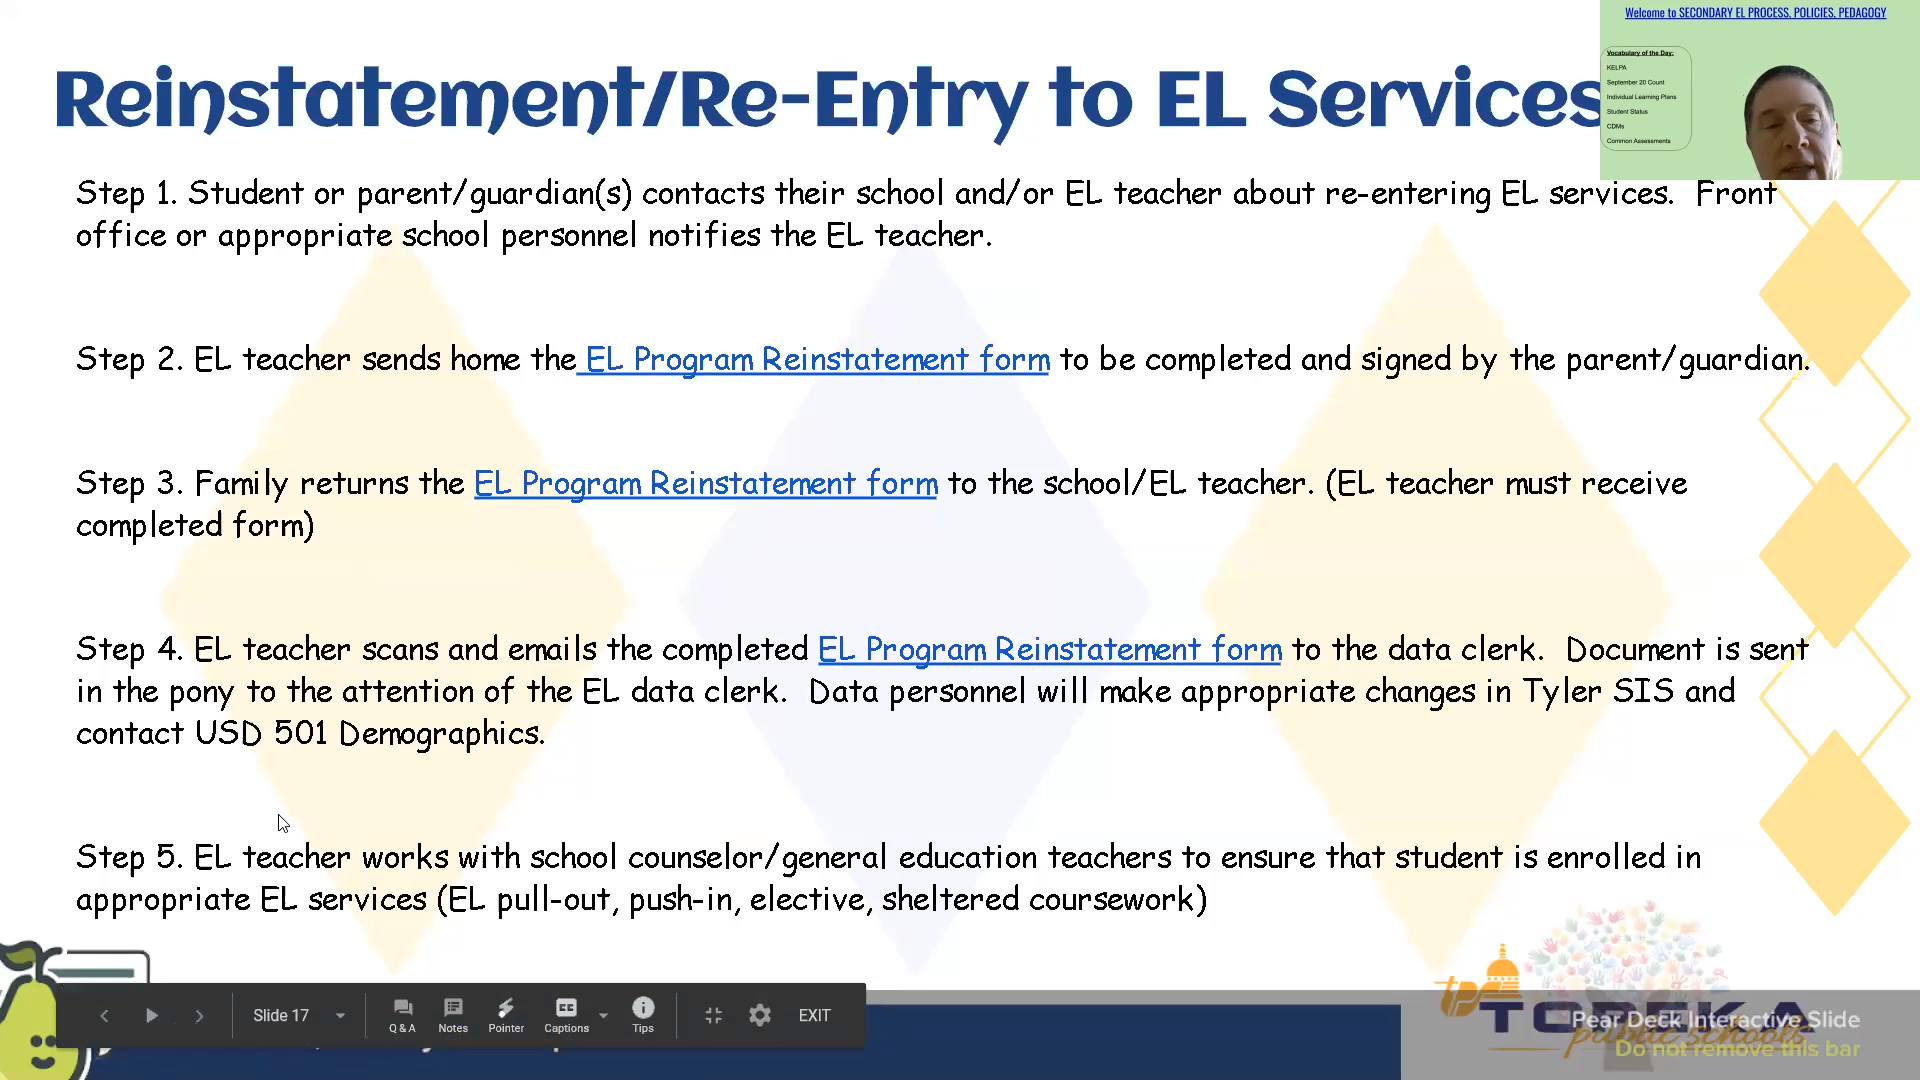 Welcome to SECONDARY EL PROCESS, POLICIES, PEDAGOGY
Vocabulary of the Day:
KELPA
September 20 Count
Individual Learning Plans
Student Status
CDMs
Common Assessments
Reinstatement/Re-Entry to EL Services
Step 1. Student or parent/guardian(s) contacts their school and/or EL teacher about re-entering EL services.  Front
office or appropriate school personnel notifies the EL teacher.
Step 2. EL teacher sends home the EL Program Reinstatement form to be completed and signed by the parent/guardian.
Step 3. Family returns the EL Program Reinstatement form to the school/EL teacher. (EL teacher must receive
completed form)
Step 4. EL teacher scans and emails the completed EL Program Reinstatement form to the data clerk.  Document is sent
in the pony to the attention of the EL data clerk.  Data personnel will make appropriate changes in Tyler SIS and
contact USD 501 Demographics.
Step 5. EL teacher works with school counselor/general education teachers to ensure that student is enrolled in
appropriate EL services (EL pull-out, push-in, elective, sheltered coursework)
Slide 17
Q & A
Notes
Pointer
CC
Captions
Tips
EXIT
tps
TOPEKA
public schools
Pear Deck Interactive Slide
Do not remove this bar